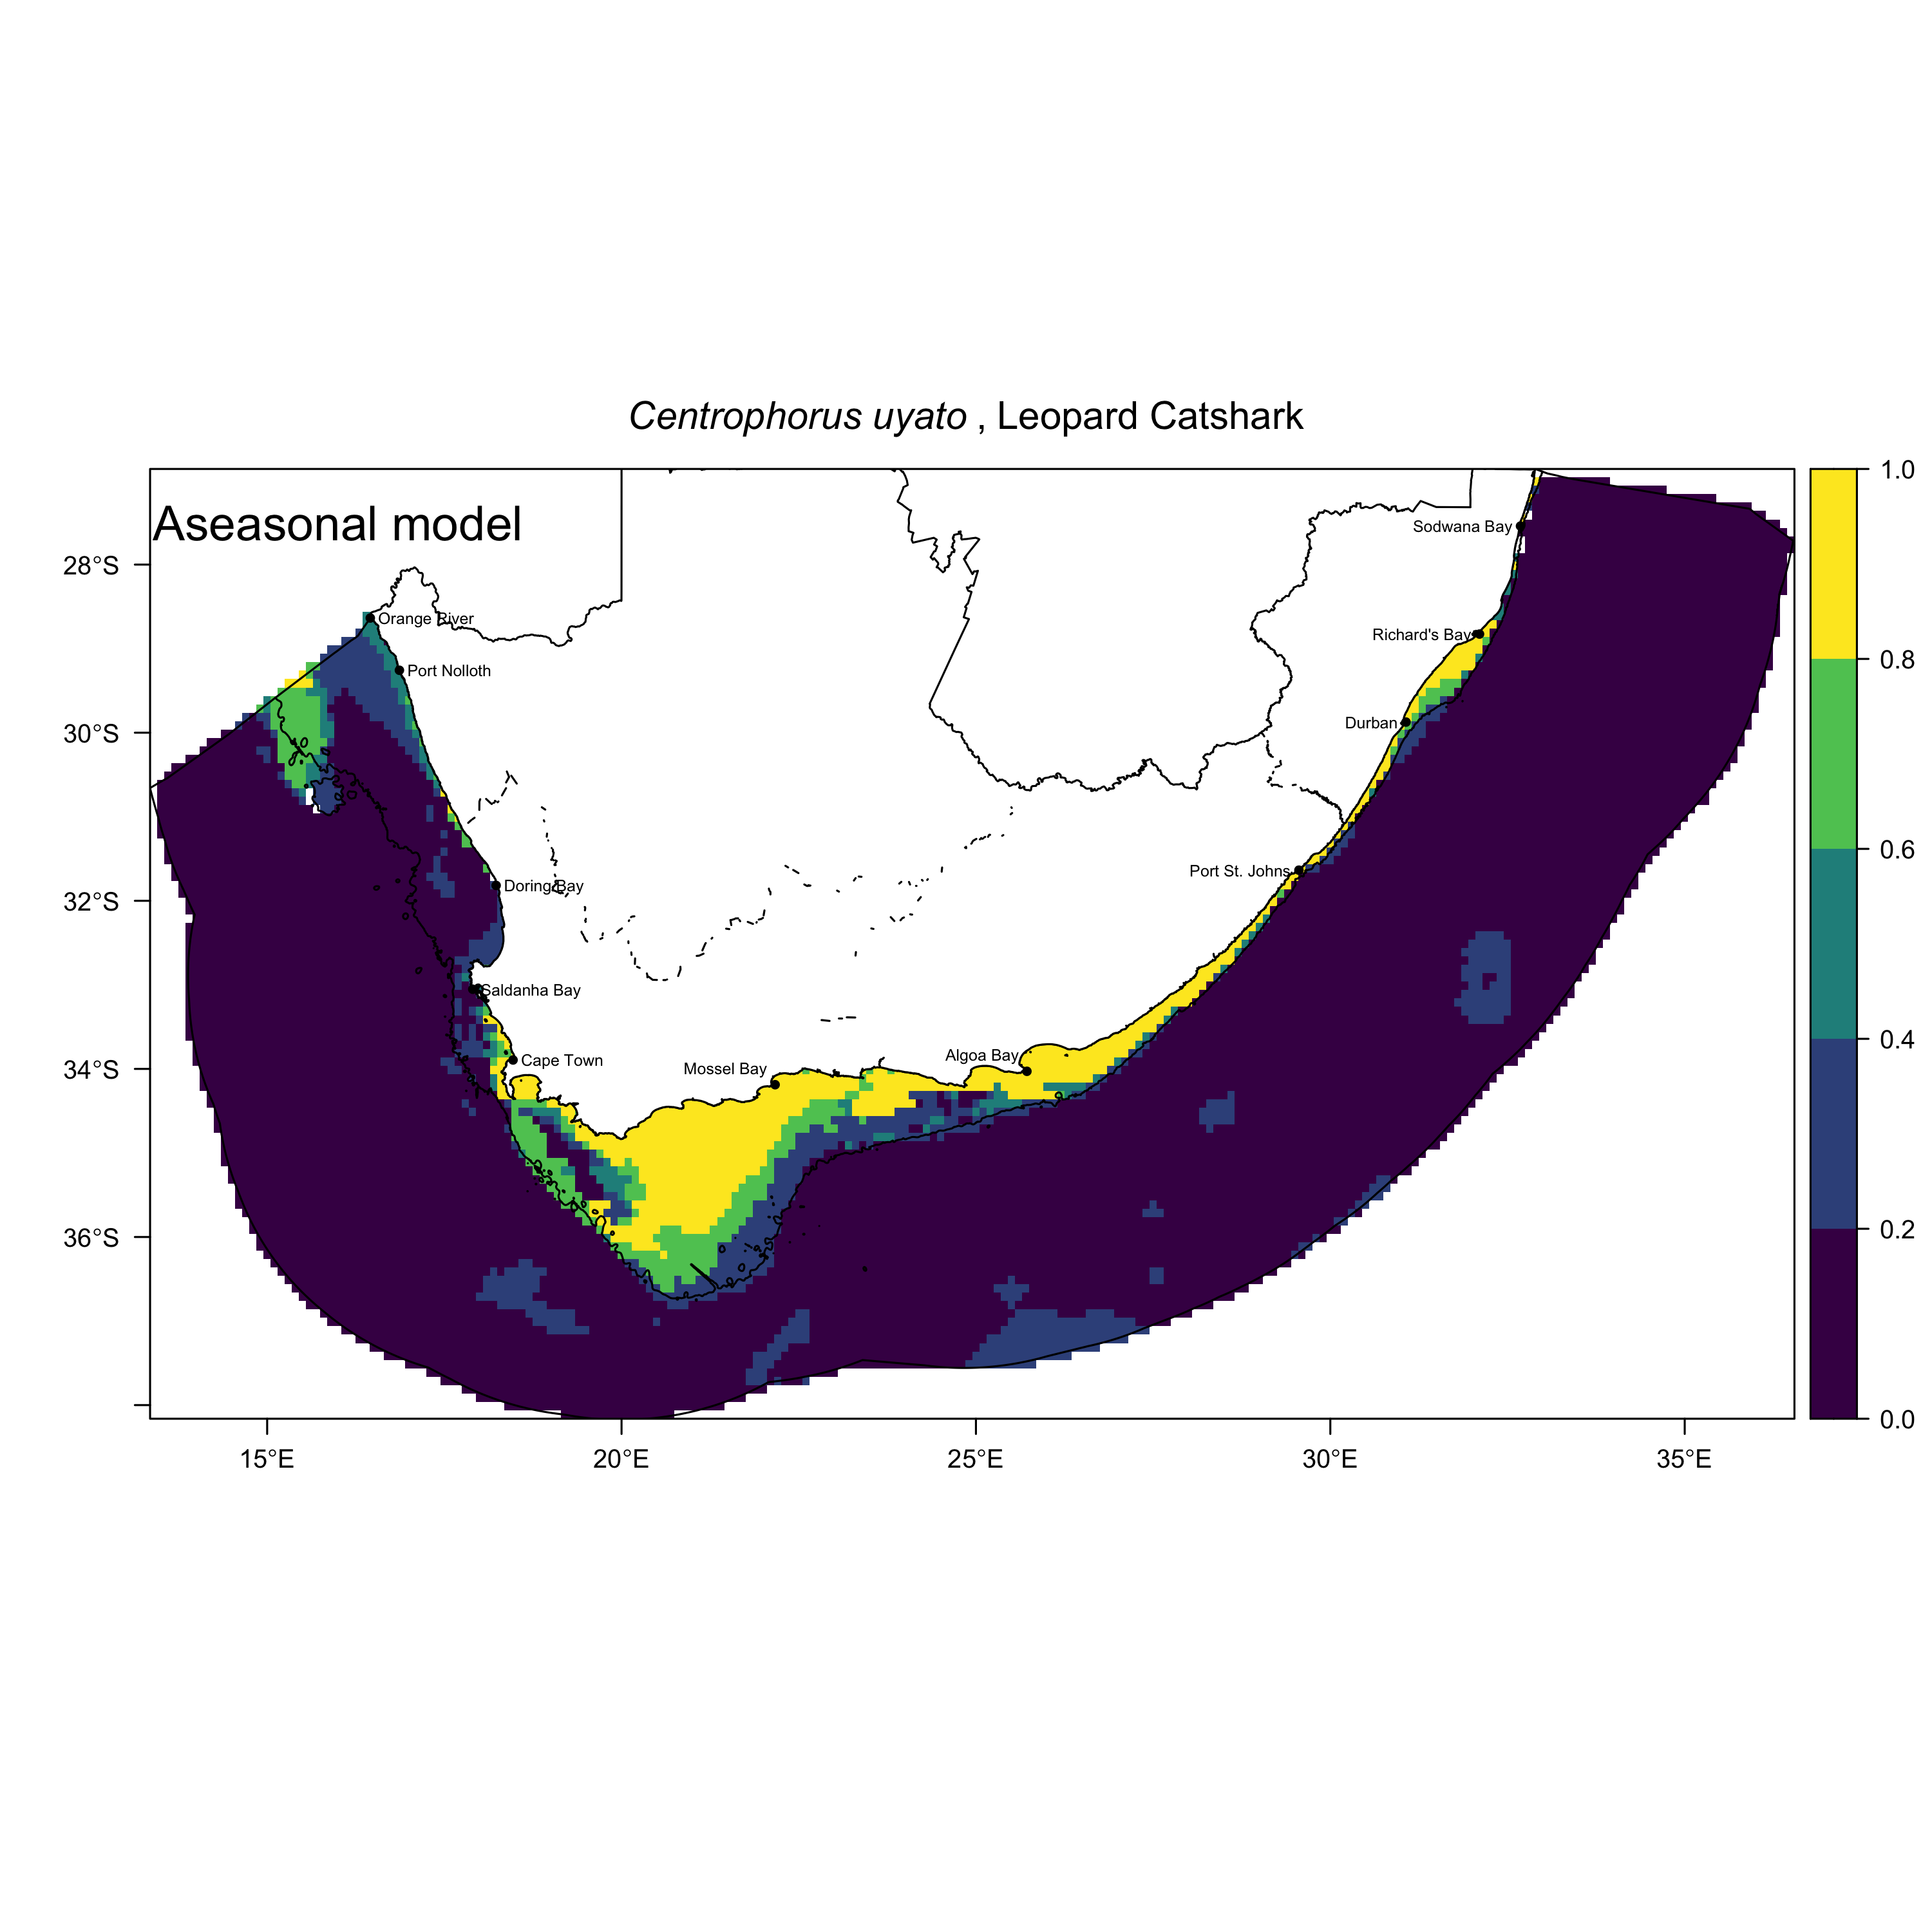 Centrophorus uyato , Leopard Catshark
Aseasonal model
Sodwana Bay
Orange River
Richard's Bay
Port Nolloth
Durban
Port St. Johns
Doring Bay
Saldanha Bay
Cape Town
Mossel Bay
Algoa Bay
28°S
30°S
32°S
34°S
36°S
15°E
20°E
25°E
30°E
35°E
1.0
0.8
0.6
0.4
0.2
0.0